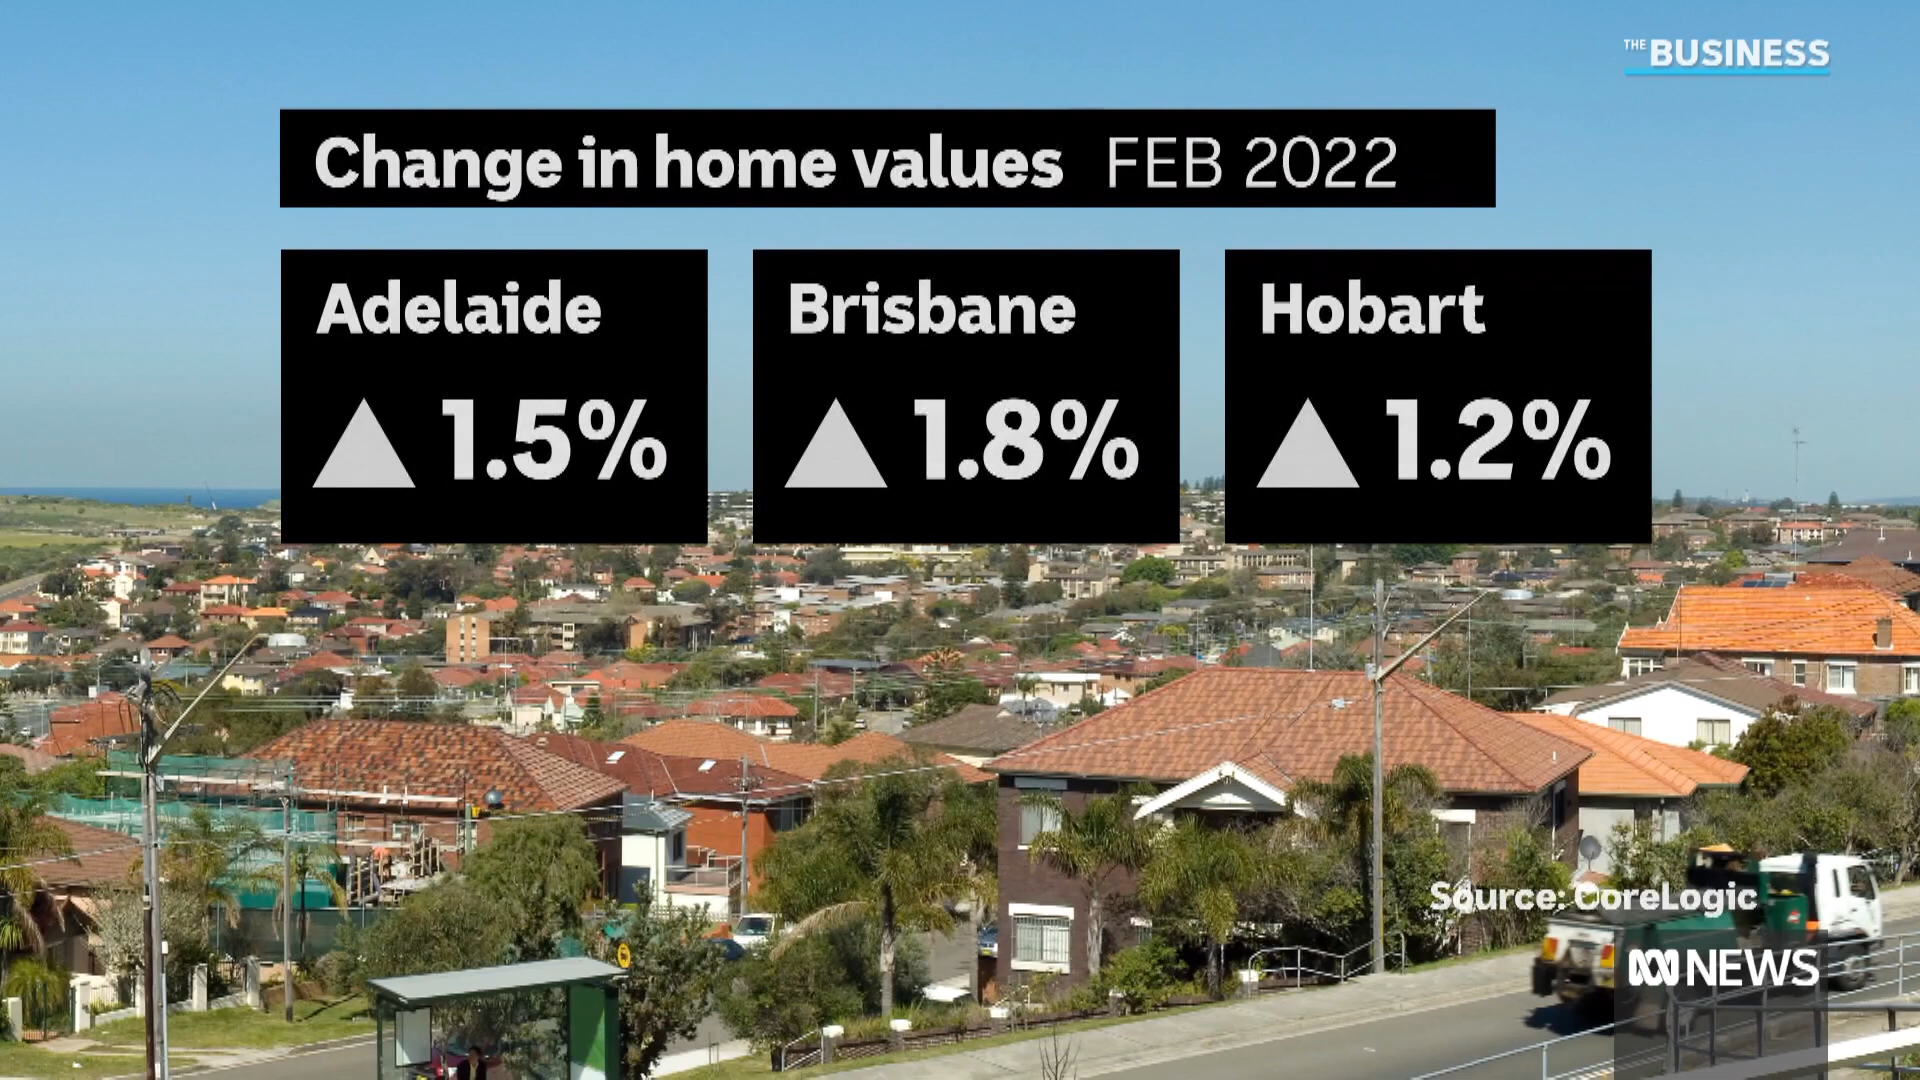 THE BUSINESS
Change in home values FEB 2022
Adelaide
▲ 1.5%
Brisbane
▲ 1.8%
Hobart
▲ 1.2%
Source: CoreLogic
NEWS